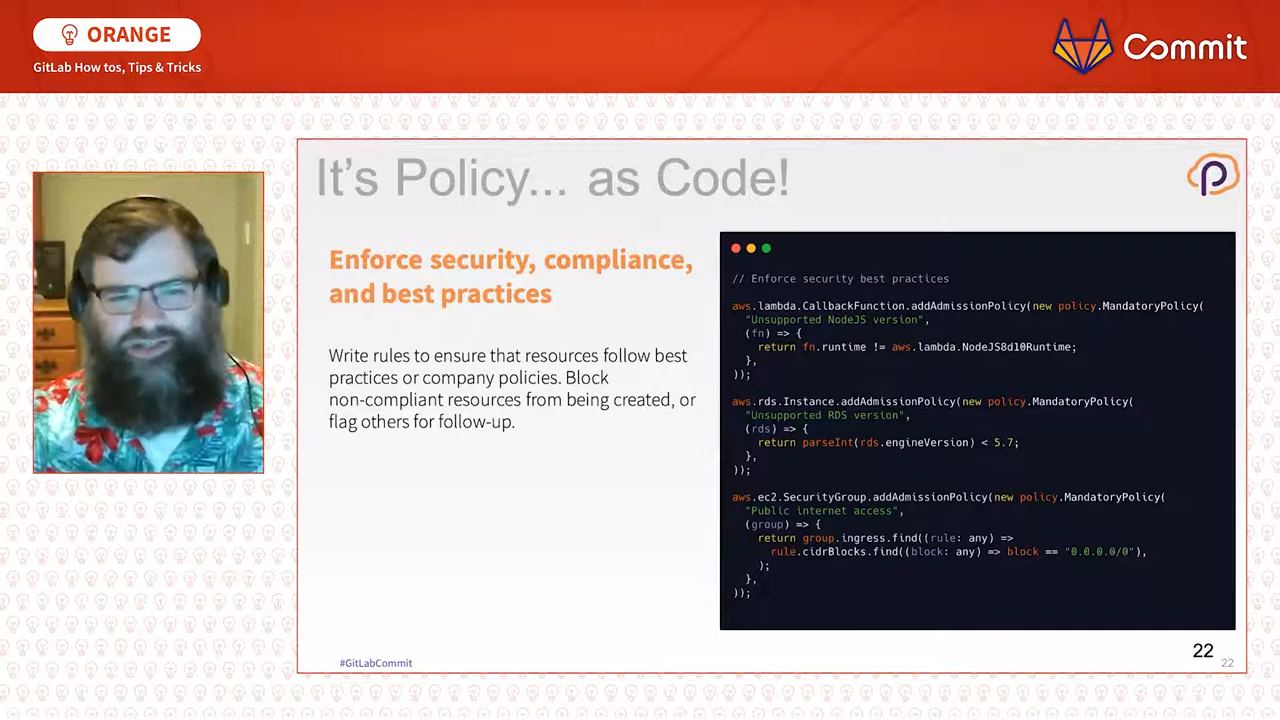 ORANGE
GitLab How tos, Tips & Tricks
Commit
It's Policy... as Code!
Enforce security, compliance,
and best practices
Write rules to ensure that resources follow best
practices or company policies. Block
non-compliant resources from being created, or
flag others for follow-up.
// Enforce security best practices
aws.lambda.CallbackFunction.addAdmissionPolicy(new policy.MandatoryPolicy(
"Unsupported NodeJS version",
(fn) => {
return fn.runtime != aws.lambda.NodeJS8d10Runtime;
},
));
aws.rds.Instance.addAdmissionPolicy(new policy.MandatoryPolicy(
"Unsupported RDS version",
(rds) => {
return parseInt(rds.engineVersion) < 5.7;
},
));
aws.ec2.SecurityGroup.addAdmissionPolicy(new policy.MandatoryPolicy(
"Public internet access",
(group) => {
return group.ingress.find((rule: any) =>
rule.cidrBlocks.find((block: any) => block == "0.0.0.0/0"),
);
},
));
#GitLabCommit
22
22